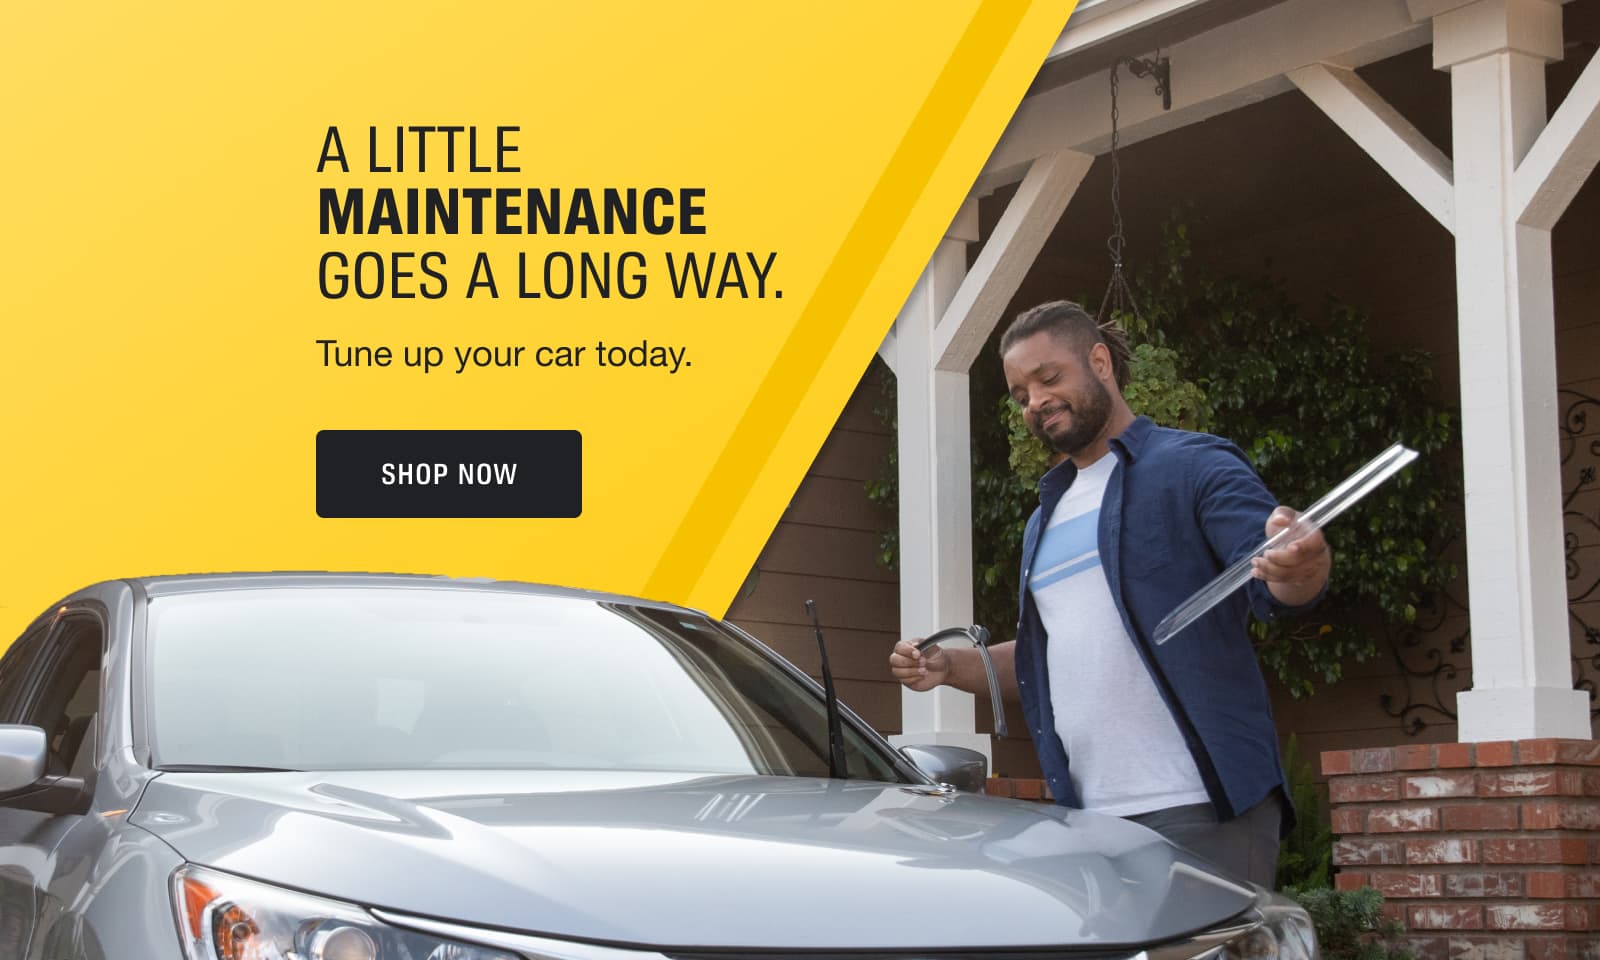 A LITTLE
MAINTENANCE
GOES A LONG WAY.
Tune up your car today.
SHOP NOW